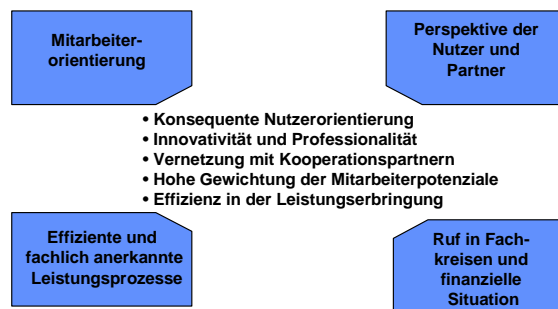 Mitarbeiter-
orientierung
Perspektive der
Nutzer und
Partner
• Konsequente Nutzerorientierung
• Innovativität und Professionalität
• Vernetzung mit Kooperationspartnern
• Hohe Gewichtung der Mitarbeiterpotenziale
• Effizienz in der Leistungserbringung
Effiziente und
fachlich anerkannte
Leistungsprozesse
Ruf in Fach-
kreisen und
finanzielle
Situation